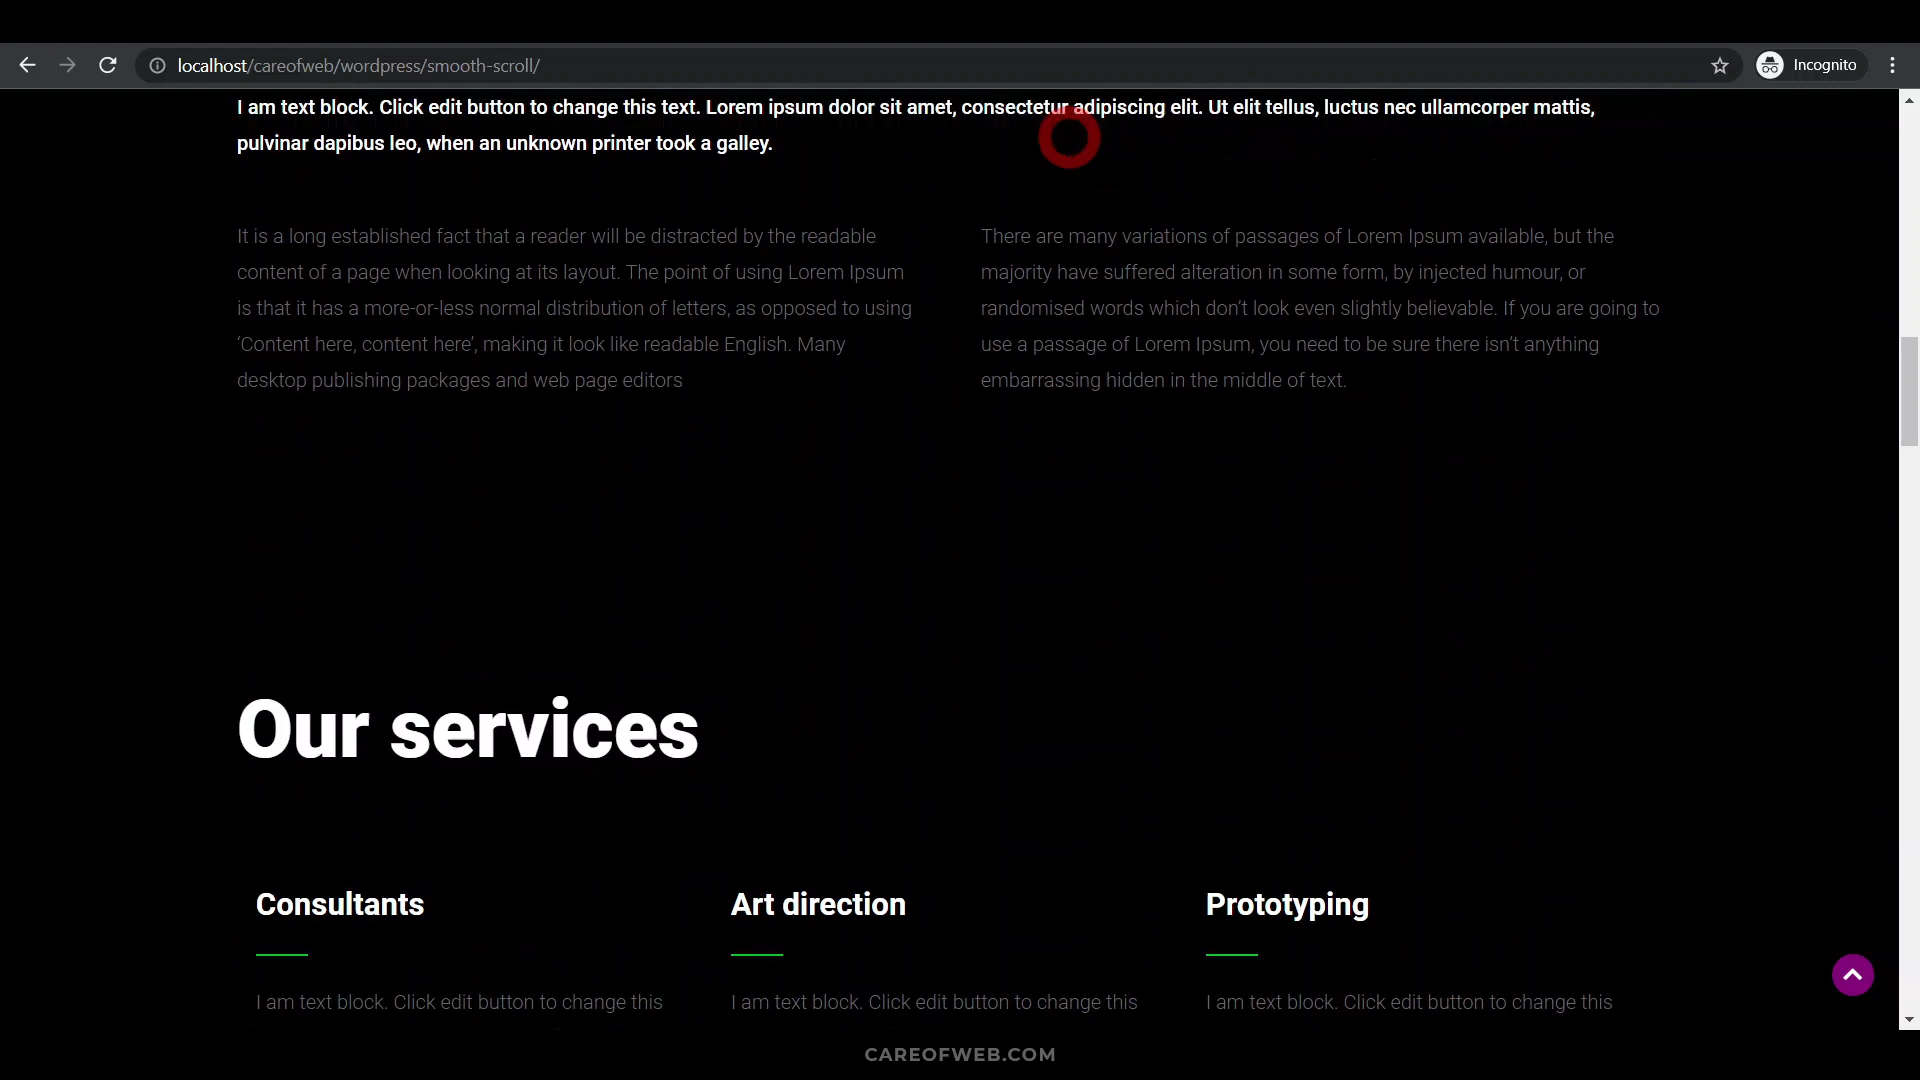 localhost/careofweb/wordpress/smooth-scroll/
Incognito
I am text block. Click edit button to change this text. Lorem ipsum dolor sit amet, consectetur adipiscing elit. Ut elit tellus, luctus nec ullamcorper mattis,
pulvinar dapibus leo, when an unknown printer took a galley.
It is a long established fact that a reader will be distracted by the readable
content of a page when looking at its layout. The point of using Lorem Ipsum
is that it has a more-or-less normal distribution of letters, as opposed to using
‘Content here, content here’, making it look like readable English. Many
desktop publishing packages and web page editors
There are many variations of passages of Lorem Ipsum available, but the
majority have suffered alteration in some form, by injected humour, or
randomised words which don’t look even slightly believable. If you are going to
use a passage of Lorem Ipsum, you need to be sure there isn’t anything
embarrassing hidden in the middle of text.
Our services
Consultants
I am text block. Click edit button to change this
Art direction
I am text block. Click edit button to change this
Prototyping
I am text block. Click edit button to change this
CAREOFWEB.COM